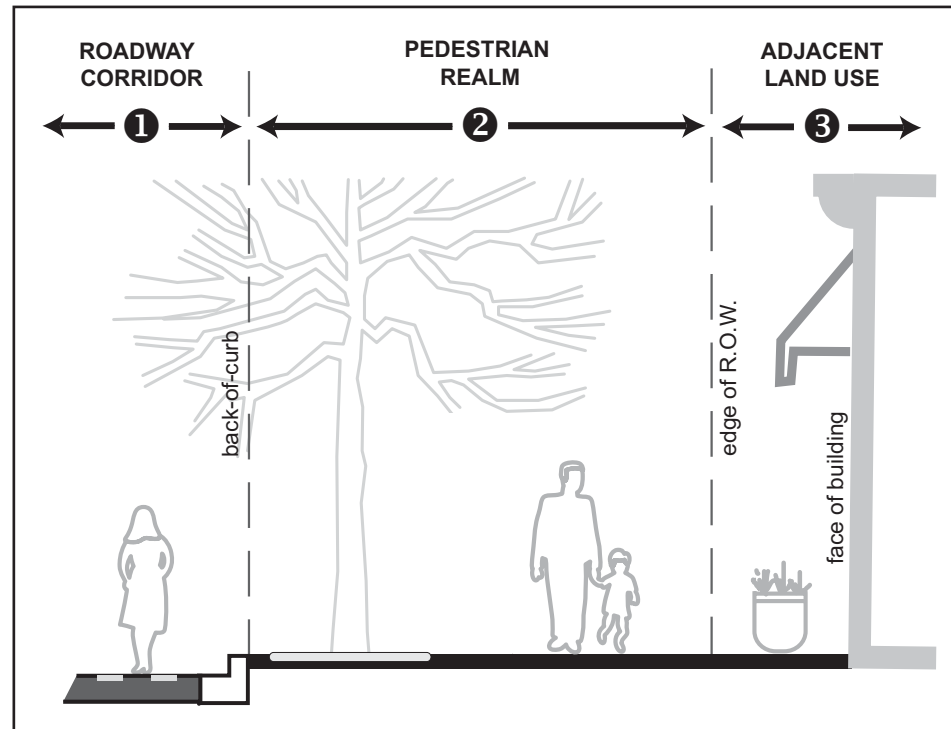 ROADWAY
CORRIDOR
PEDESTRIAN
REALM
ADJACENT
LAND USE
1
2
3
back-of-curb
edge of R.O.W.
face of building